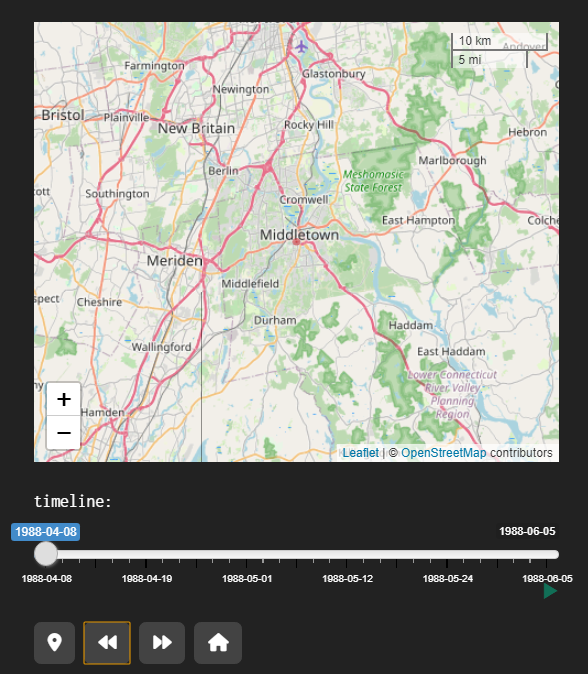 10 km
Andover
5 mi
Farmington
Glastonbury
Newington
Bristol
Plainville
New Britain
Rocky Hill
Hebron
Berlin
Marlborough
Meshomasic
State Forest
ott
Southington
Cromwell
East Hampton
Colche
Middletown
Meriden
Middlefield
spect
Cheshire
Durham
Haddam
Wallingford
East Haddam
Lower Connecticut
River Valley
Planning
Region
ny
+
Hamden
−
Leaflet | © OpenStreetMap contributors
timeline:
1988-04-08
1988-06-05
1988-04-08 1988-04-19 1988-05-01 1988-05-12 1988-05-24 1988-06-05